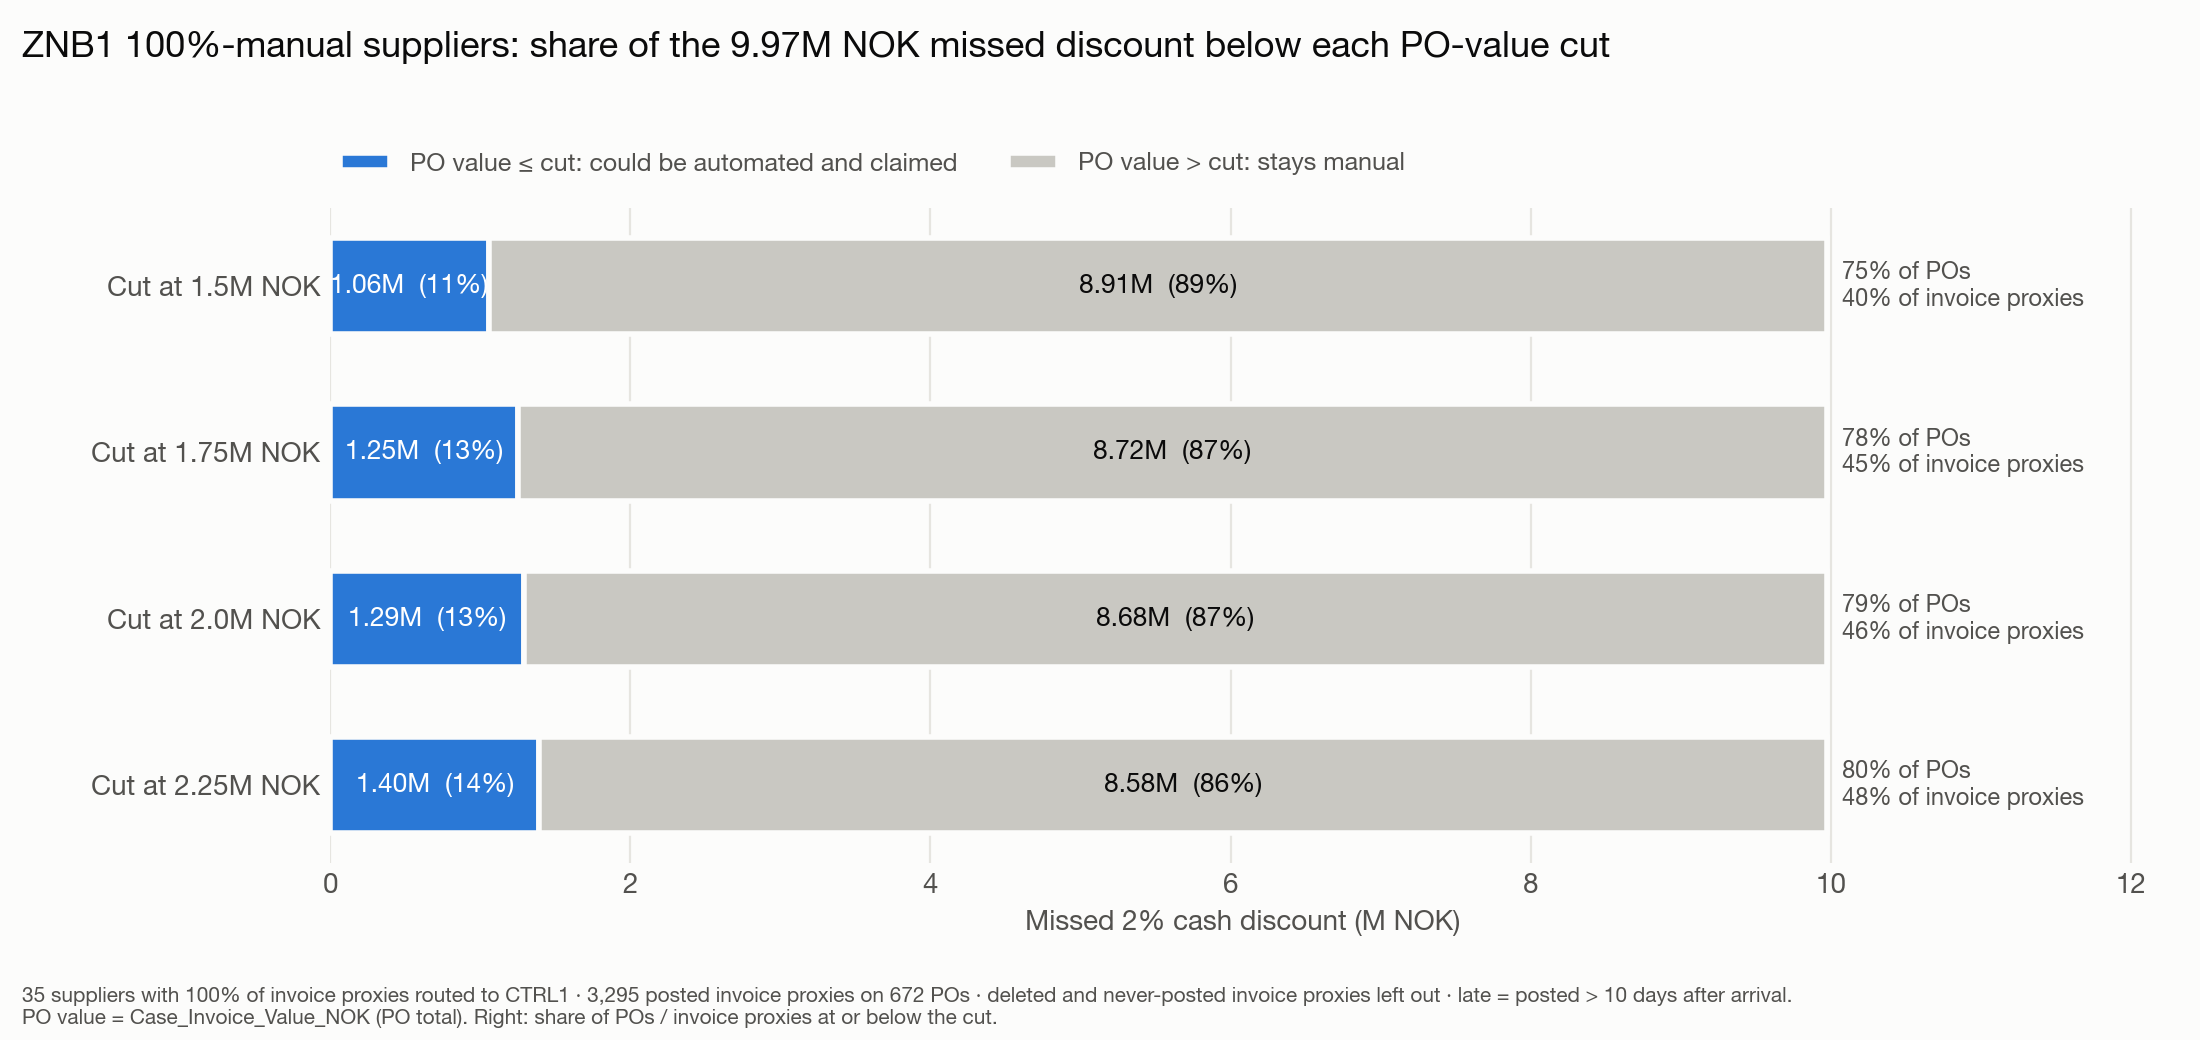 ZNB1 100%-manual suppliers: share of the 9.97M NOK missed discount below each PO-value cut
PO value ≤ cut: could be automated and claimed
PO value > cut: stays manual
Cut at 1.5M NOK
1.06M (11%)
8.91M (89%)
75% of POs
40% of invoice proxies
Cut at 1.75M NOK
1.25M (13%)
8.72M (87%)
78% of POs
45% of invoice proxies
Cut at 2.0M NOK
1.29M (13%)
8.68M (87%)
79% of POs
46% of invoice proxies
Cut at 2.25M NOK
1.40M (14%)
8.58M (86%)
80% of POs
48% of invoice proxies
0 2 4 6 8 10 12
Missed 2% cash discount (M NOK)
35 suppliers with 100% of invoice proxies routed to CTRL1 · 3,295 posted invoice proxies on 672 POs · deleted and never-posted invoice proxies left out · late = posted > 10 days after arrival.
PO value = Case_Invoice_Value_NOK (PO total). Right: share of POs / invoice proxies at or below the cut.